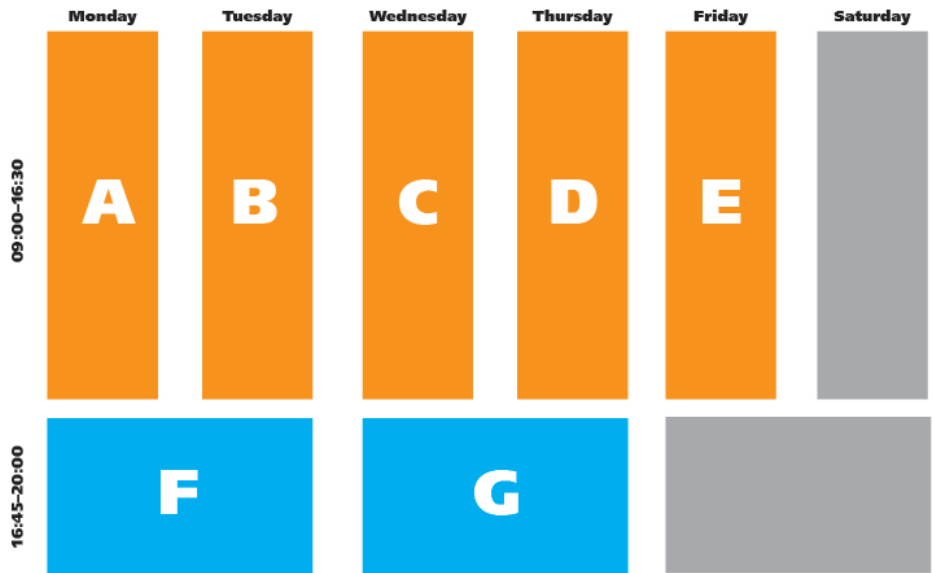 Monday Tuesday Wednesday Thursday Friday Saturday
09:00–16:30
A B C D E
16:45–20:00
F G